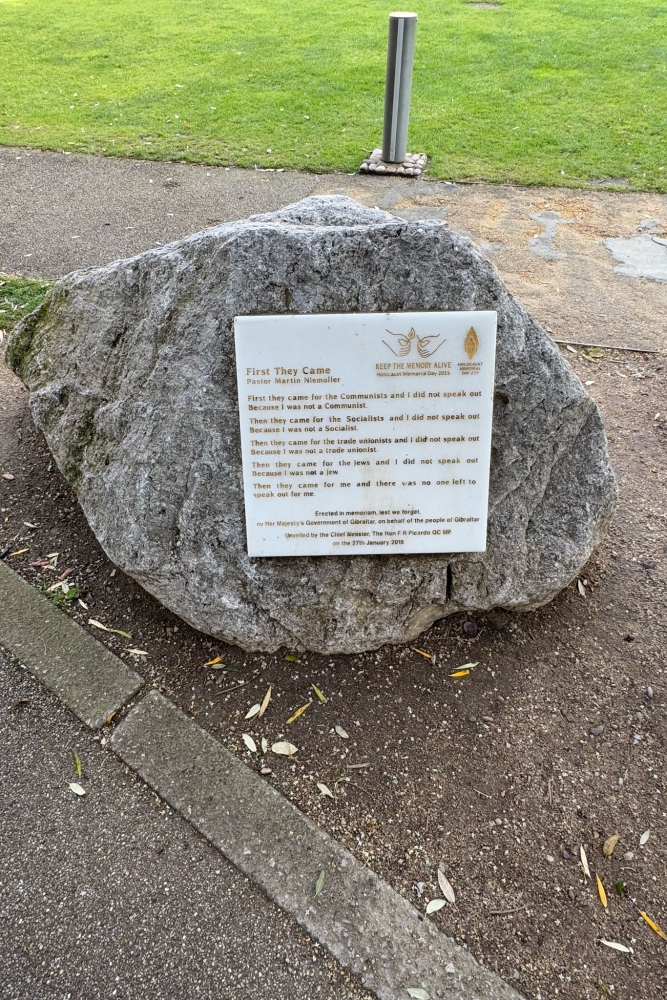 First They Came
Pastor Martin Niemoller
KEEP THE MEMORY ALIVE
Holocaust Memorial Day 2015
HOLOCAUST
MEMORIAL
DAY
First they came for the Communists and I did not speak out
Because I was not a Communist.
Then they came for the Socialists and I did not speak out
Because I was not a Socialist.
Then they came for the trade unionists and I did not speak out
Because I was not a trade unionist.
Then they came for the Jews and I did not speak out
Because I was not a Jew.
Then they came for me and there was no one left to
speak out for me.
Erected in memoriam, lest we forget,
by Her Majesty's Government of Gibraltar, on behalf of the people of Gibraltar
Unveiled by the Chief Minister, The Hon F R Picardo QC MP
on the 27th January 2015